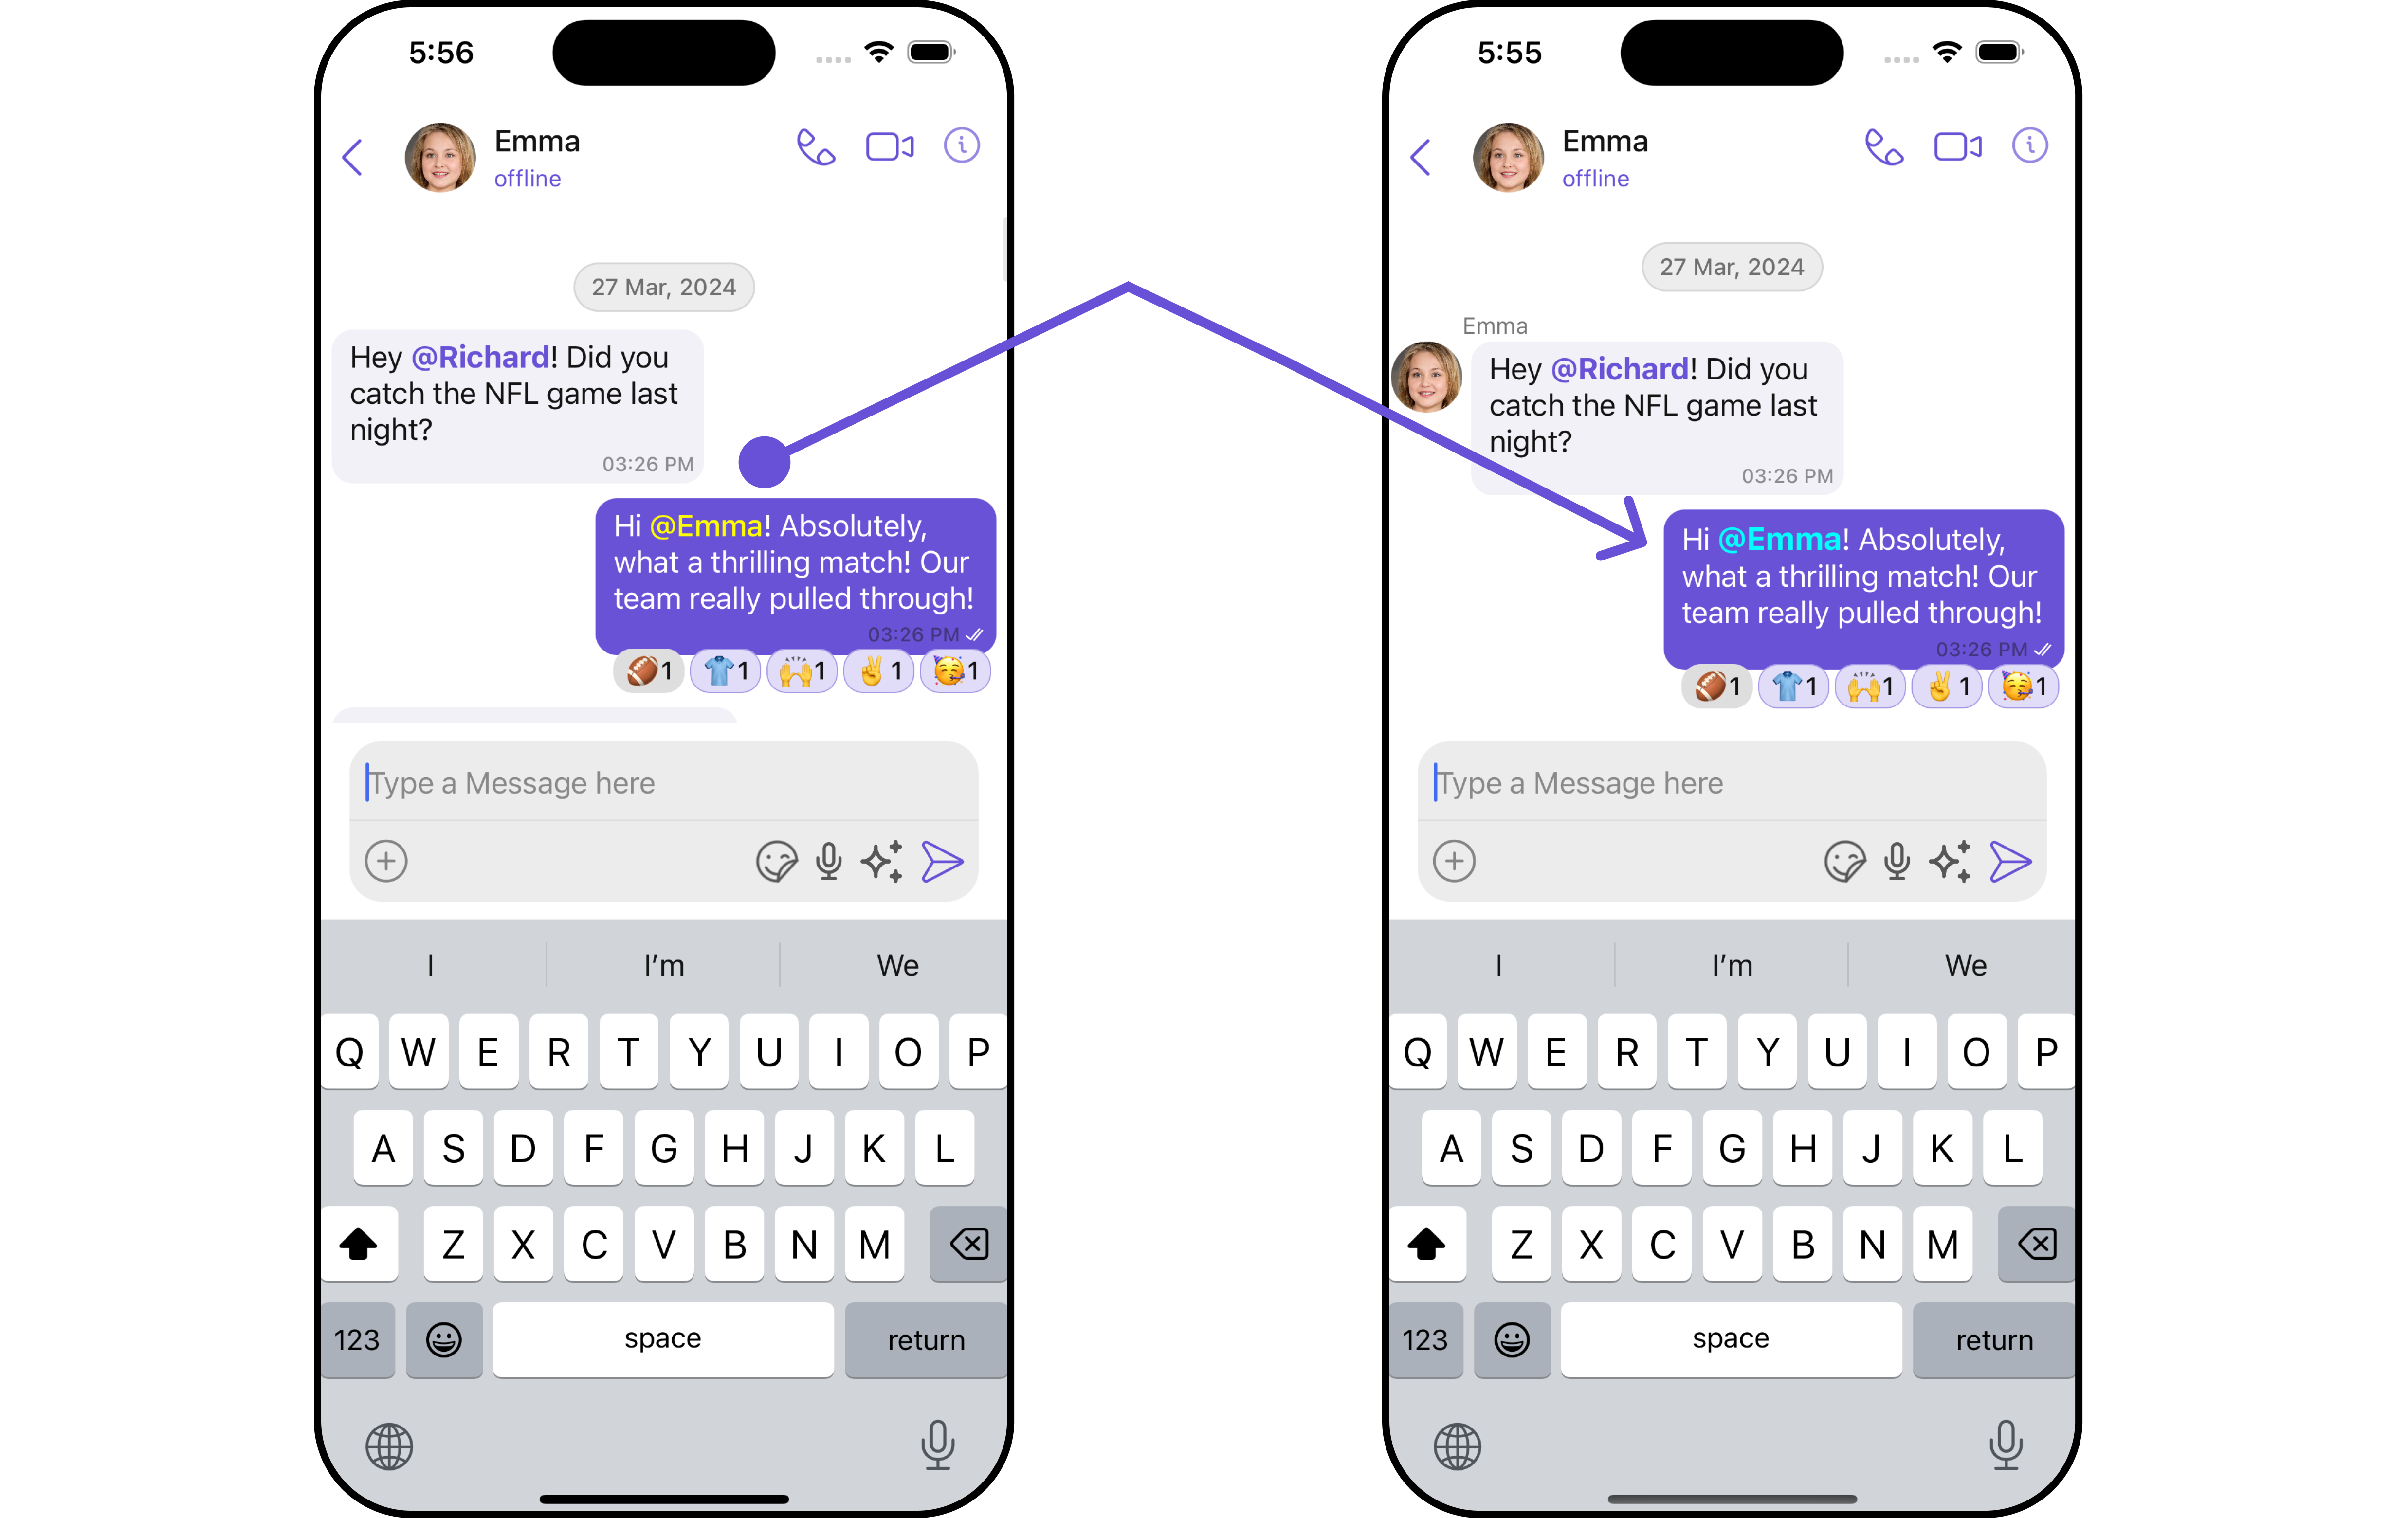 5:56
Emma
offline
27 Mar, 2024
Hey @Richard! Did you
catch the NFL game last
night?
03:26 PM
Hi @Emma! Absolutely,
what a thrilling match! Our
team really pulled through!
03:26 PM
🏈1 👕1 🙌1 ✌️1 🥳1
Type a Message here
I I’m We
Q W E R T Y U I O P
A S D F G H J K L
Z X C V B N M
123 space return
5:55
Emma
offline
27 Mar, 2024
Emma
Hey @Richard! Did you
catch the NFL game last
night?
03:26 PM
Hi @Emma! Absolutely,
what a thrilling match! Our
team really pulled through!
03:26 PM
🏈1 👕1 🙌1 ✌️1 🥳1
Type a Message here
I I’m We
Q W E R T Y U I O P
A S D F G H J K L
Z X C V B N M
123 space return